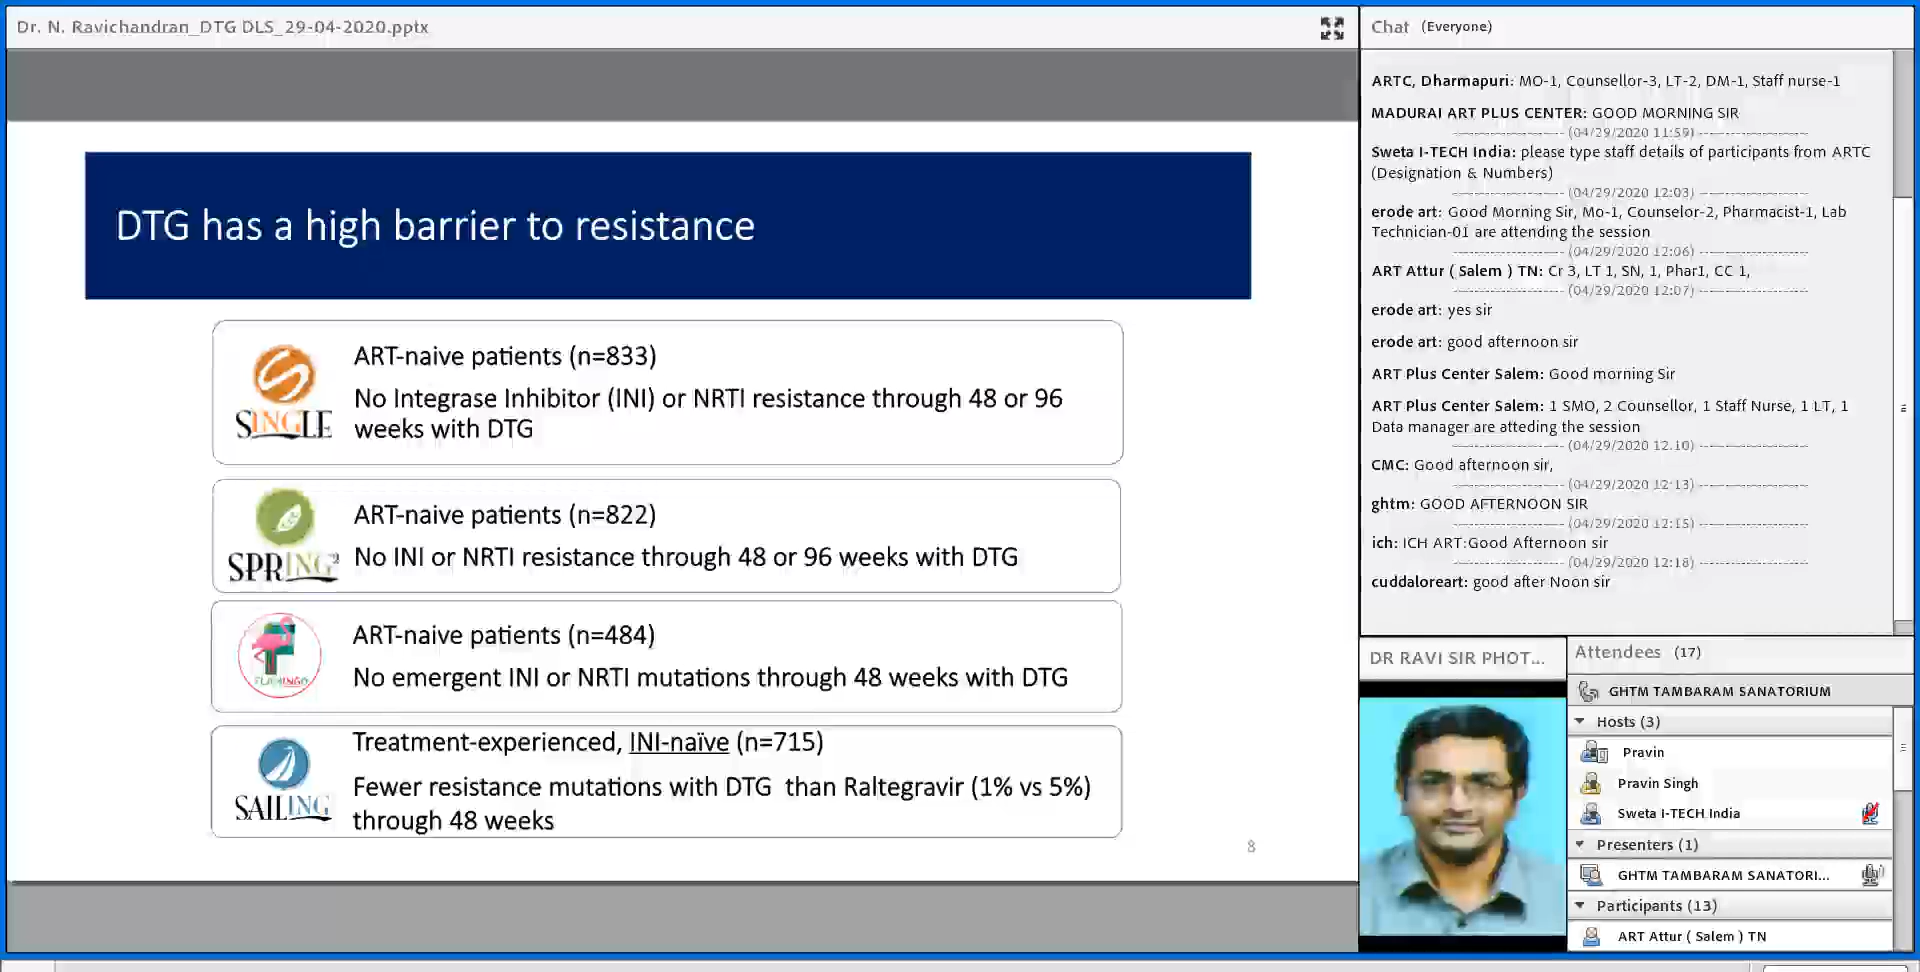 Dr. N. Ravichandran_DTG DLS_29-04-2020.pptx
DTG has a high barrier to resistance
SINGLE
ART-naive patients (n=833)
No Integrase Inhibitor (INI) or NRTI resistance through 48 or 96
weeks with DTG
SPRING2
ART-naive patients (n=822)
No INI or NRTI resistance through 48 or 96 weeks with DTG
FLAMINGO
ART-naive patients (n=484)
No emergent INI or NRTI mutations through 48 weeks with DTG
SAILING
Treatment-experienced, INI-naïve (n=715)
Fewer resistance mutations with DTG than Raltegravir (1% vs 5%)
through 48 weeks
8
Chat (Everyone)
ARTC, Dharmapuri: MO-1, Counsellor-3, LT-2, DM-1, Staff nurse-1
MADURAI ART PLUS CENTER: GOOD MORNING SIR
(04/29/2020 11:59)
Sweta I-TECH India: please type staff details of participants from ARTC
(Designation & Numbers)
(04/29/2020 12:03)
erode art: Good Morning Sir, Mo-1, Counselor-2, Pharmacist-1, Lab
Technician-01 are attending the session
(04/29/2020 12:06)
ART Attur ( Salem ) TN: Cr 3, LT 1, SN, 1, Phar1, CC 1,
(04/29/2020 12:07)
erode art: yes sir
erode art: good afternoon sir
ART Plus Center Salem: Good morning Sir
ART Plus Center Salem: 1 SMO, 2 Counsellor, 1 Staff Nurse, 1 LT, 1
Data manager are atteding the session
(04/29/2020 12:10)
CMC: Good afternoon sir,
(04/29/2020 12:13)
ghtm: GOOD AFTERNOON SIR
(04/29/2020 12:15)
ich: ICH ART:Good Afternoon sir
(04/29/2020 12:18)
cuddaloreart: good after Noon sir
DR RAVI SIR PHOT...
Attendees (17)
GHTM TAMBARAM SANATORIUM
Hosts (3)
Pravin
Pravin Singh
Sweta I-TECH India
Presenters (1)
GHTM TAMBARAM SANATORI...
Participants (13)
ART Attur ( Salem ) TN